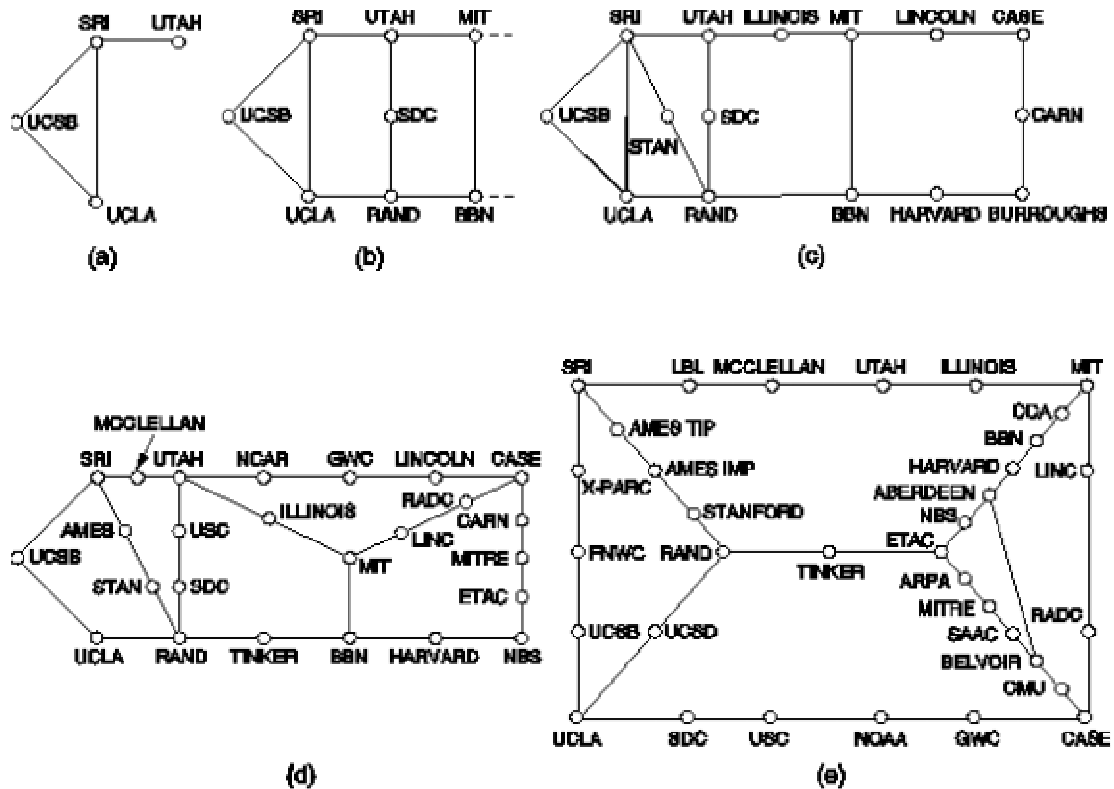 SRI UTAH
UCSB
UCLA
(a)
SRI UTAH MIT
UCSB SDC
UCLA RAND BBN
(b)
SRI UTAH ILLINOIS MIT LINCOLN CASE
UCSB SDC CARN
STAN
UCLA RAND BBN HARVARD BURROUGHS
(c)
MCCLELLAN
SRI UTAH NCAR GWC LINCOLN CASE
RADC
ILLINOIS CARN
AMES USC LINC
UCSB MIT MITRE
STAN SDC ETAC
UCLA RAND TINKER BBN HARVARD NBS
(d)
SRI LBL MCCLELLAN UTAH ILLINOIS MIT
CCA
AMES TIP BBN
AMES IMP HARVARD LINC
X-PARC ABERDEEN
STANFORD NBS
FNWC RAND ETAC
TINKER
ARPA
MITRE RADC
UCSB UCSD SAAC
BELVOIR
CMU
UCLA SDC USC NOAA GWC CASE
(e)